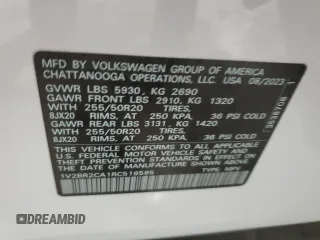 MFD BY VOLKSWAGEN GROUP OF AMERICA
CHATTANOOGA OPERATIONS, LLC. USA 08/2023
GVWR LBS 5930, KG 2690
GAWR FRONT LBS 2910, KG 1320
WITH 255/50R20 TIRES,
8JX20 RIMS, AT 250 KPA, 36 PSI COLD
GAWR REAR LBS 3131, KG 1420
WITH 255/50R20 TIRES,
8JX20 RIMS, AT 250 KPA, 36 PSI COLD
THIS VEHICLE CONFORMS TO ALL APPLICABLE
FEDERAL MOTOR VEHICLE SAFETY STANDARDS IN EFFECT
ON THE DATE OF MANUFACTURE SHOWN ABOVE
1V2BR2CA1RC516585 TYPE: MPV
DREAMBID